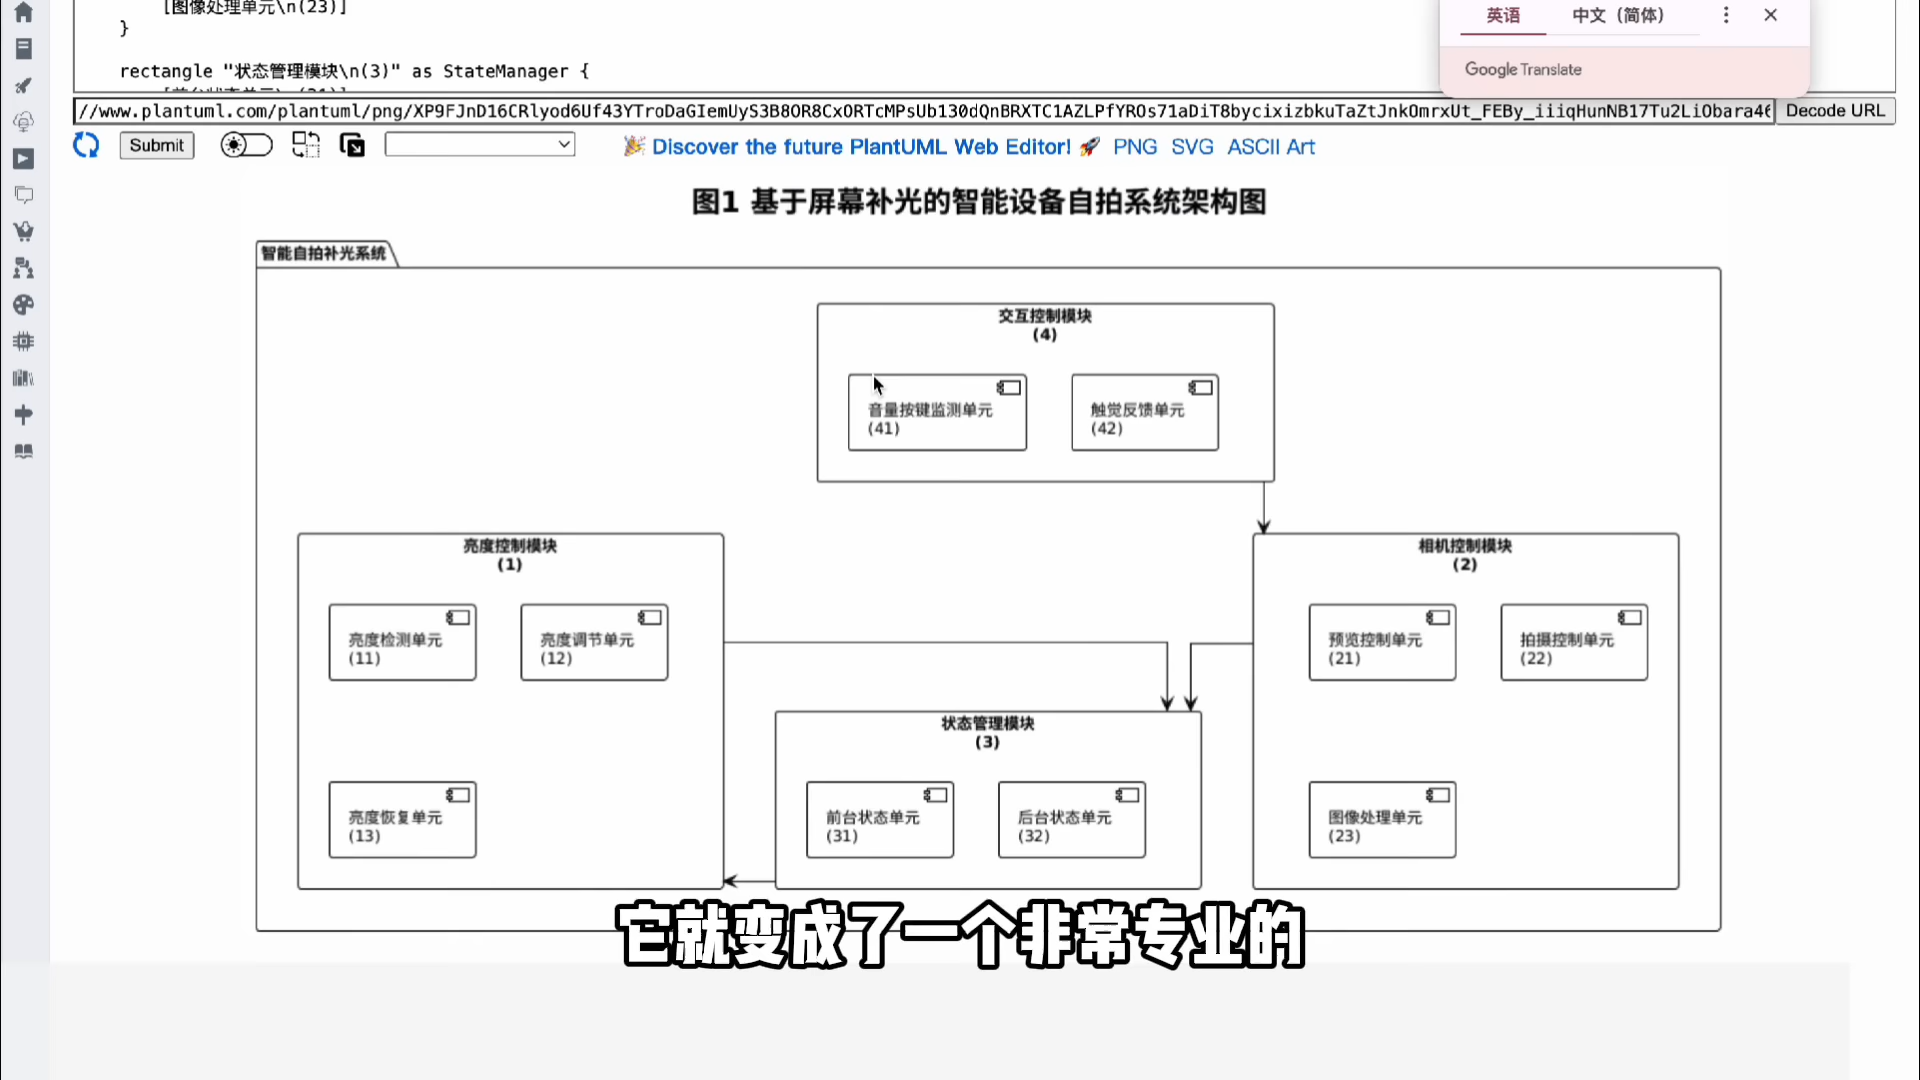 [图像处理单元\n(23)]
}
rectangle "状态管理模块\n(3)" as StateManager {
英语 中文（简体）
Google Translate
Decode URL
Submit
🎉 Discover the future PlantUML Web Editor! 🚀 PNG SVG ASCII Art
图1 基于屏幕补光的智能设备自拍系统架构图
智能自拍补光系统
交互控制模块
(4)
音量按键监测单元
(41)
触觉反馈单元
(42)
亮度控制模块
(1)
亮度检测单元
(11)
亮度调节单元
(12)
亮度恢复单元
(13)
相机控制模块
(2)
预览控制单元
(21)
拍摄控制单元
(22)
图像处理单元
(23)
状态管理模块
(3)
前台状态单元
(31)
后台状态单元
(32)
它就变成了一个非常专业的